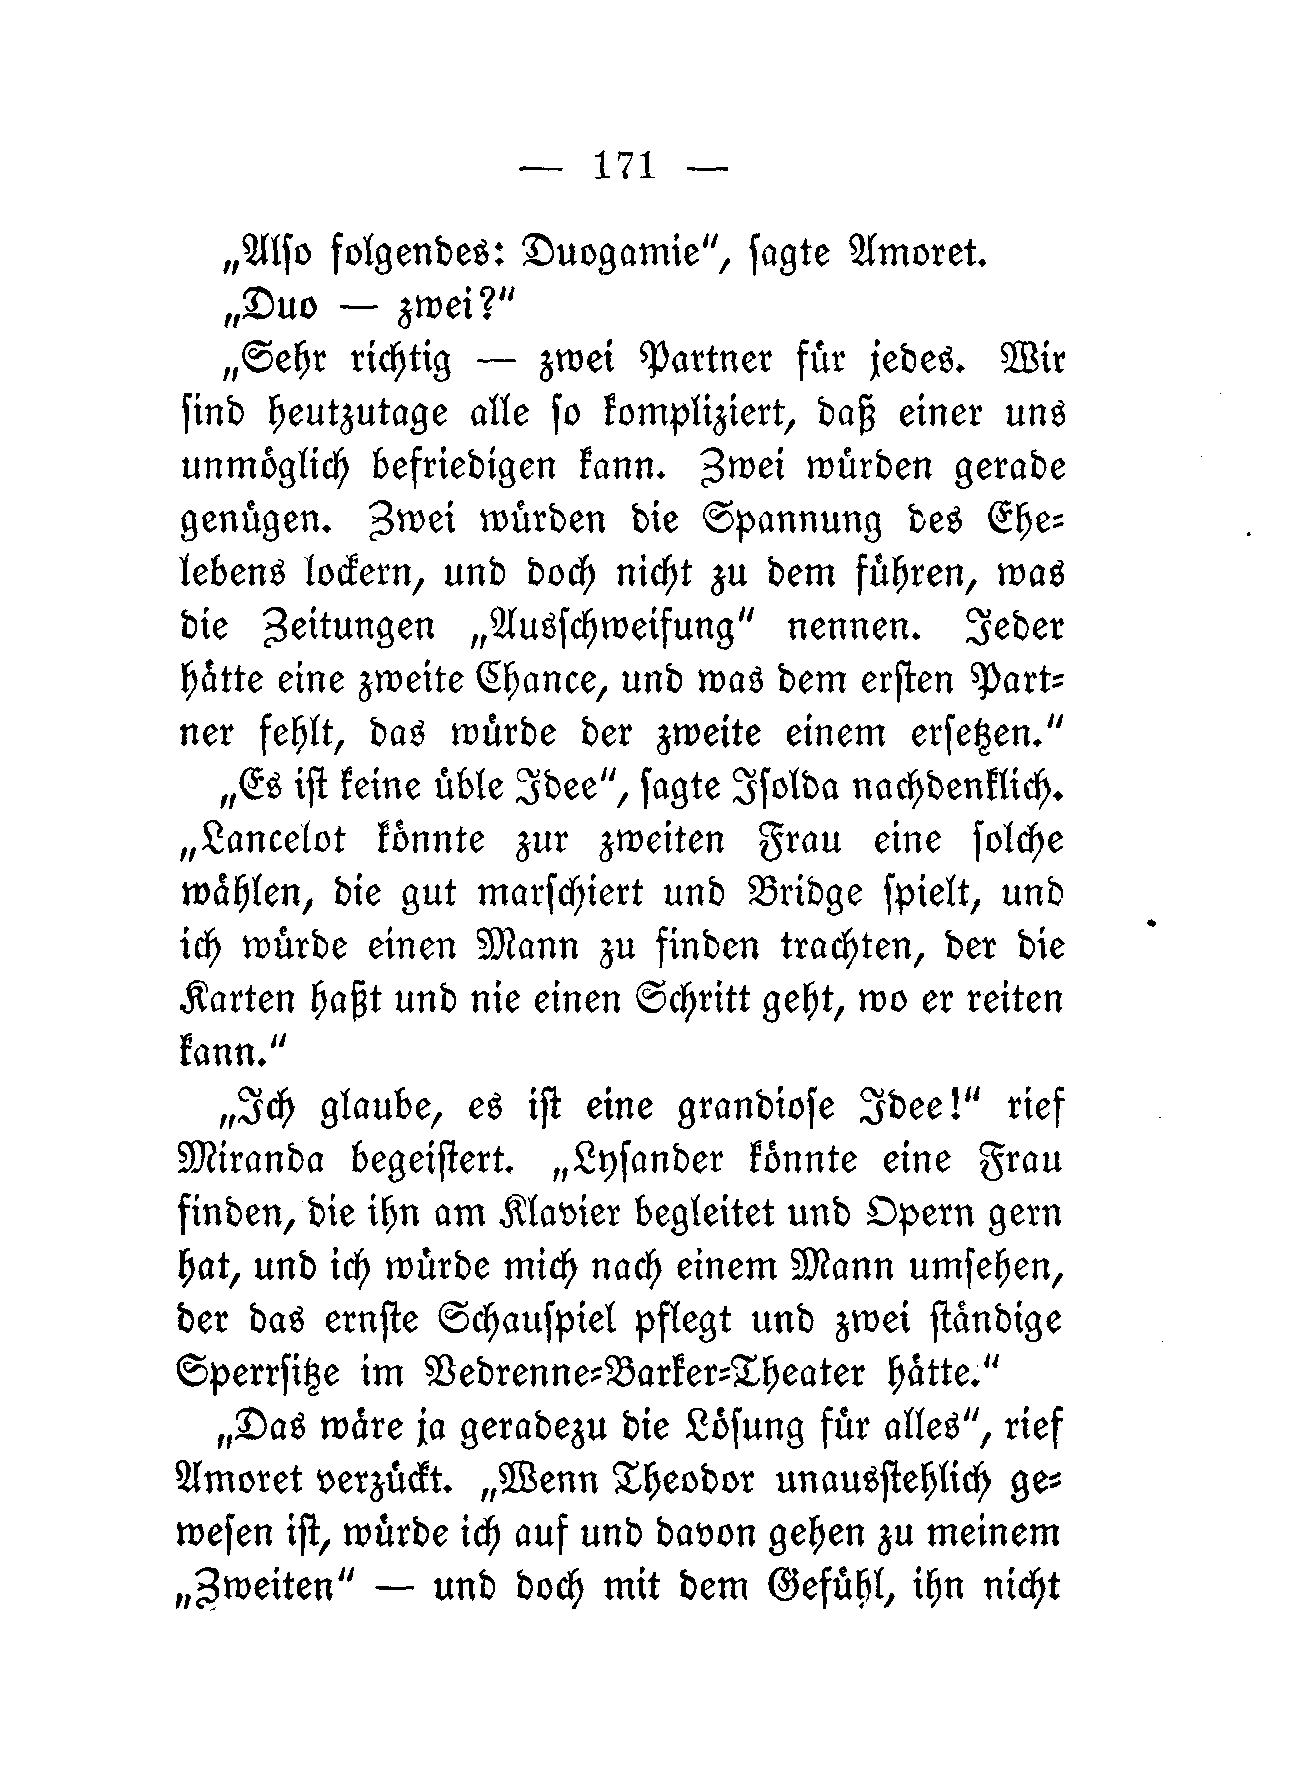 — 171 —
„Also folgendes: Duogamie“, sagte Amoret.
„Duo — zwei?“
„Sehr richtig — zwei Partner für jedes. Wir
sind heutzutage alle so kompliziert, daß einer uns
unmöglich befriedigen kann. Zwei würden gerade
genügen. Zwei würden die Spannung des Ehe-
lebens lockern, und doch nicht zu dem führen, was
die Zeitungen „Ausschweifung“ nennen. Jeder
hätte eine zweite Chance, und was dem ersten Part-
ner fehlt, das würde der zweite einem ersetzen.“
„Es ist keine üble Idee“, sagte Isolda nachdenklich.
„Lancelot könnte zur zweiten Frau eine solche
wählen, die gut marschiert und Bridge spielt, und
ich würde einen Mann zu finden trachten, der die
Karten haßt und nie einen Schritt geht, wo er reiten
kann.“
„Ich glaube, es ist eine grandiose Idee!“ rief
Miranda begeistert. „Lysander könnte eine Frau
finden, die ihn am Klavier begleitet und Opern gern
hat, und ich würde mich nach einem Mann umsehen,
der das ernste Schauspiel pflegt und zwei ständige
Sperrsitze im Vedrenne-Barker-Theater hätte.“
„Das wäre ja geradezu die Lösung für alles“, rief
Amoret verzückt. „Wenn Theodor unausstehlich ge-
wesen ist, würde ich auf und davon gehen zu meinem
„Zweiten“ — und doch mit dem Gefühl, ihn nicht